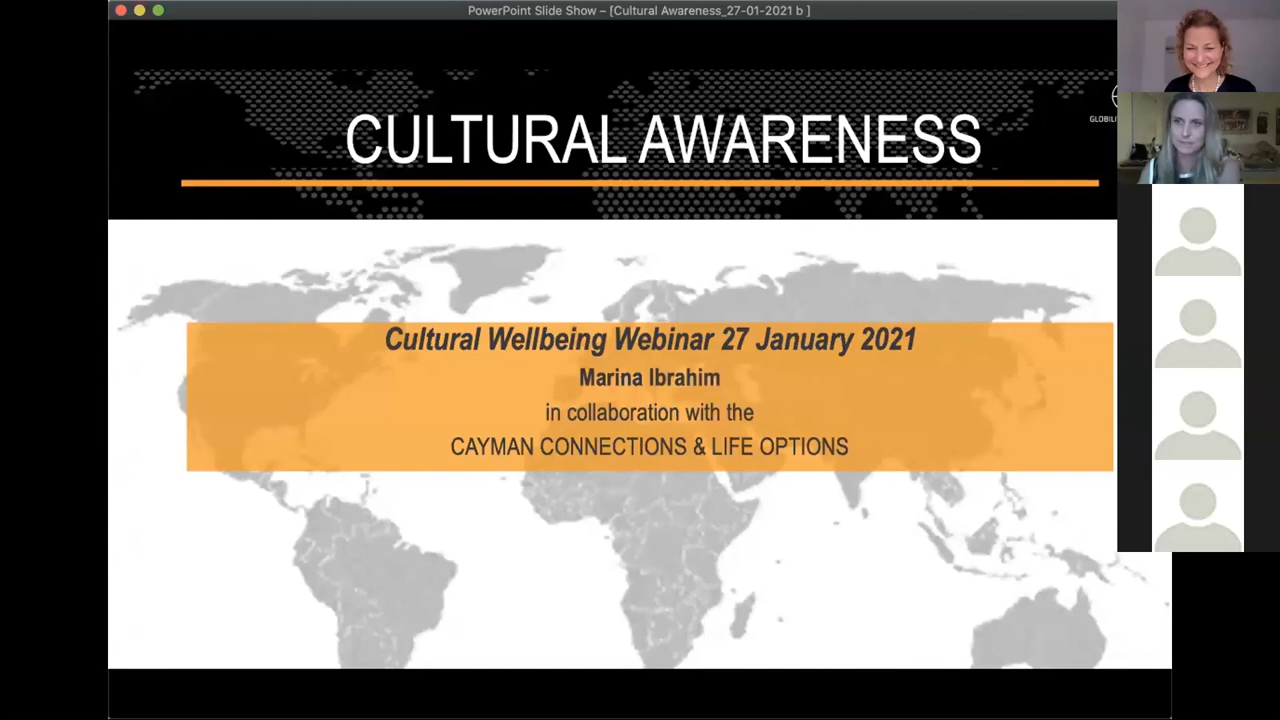 PowerPoint Slide Show – [Cultural Awareness_27-01-2021 b ]
CULTURAL AWARENESS
Cultural Wellbeing Webinar 27 January 2021
Marina Ibrahim
in collaboration with the
CAYMAN CONNECTIONS & LIFE OPTIONS